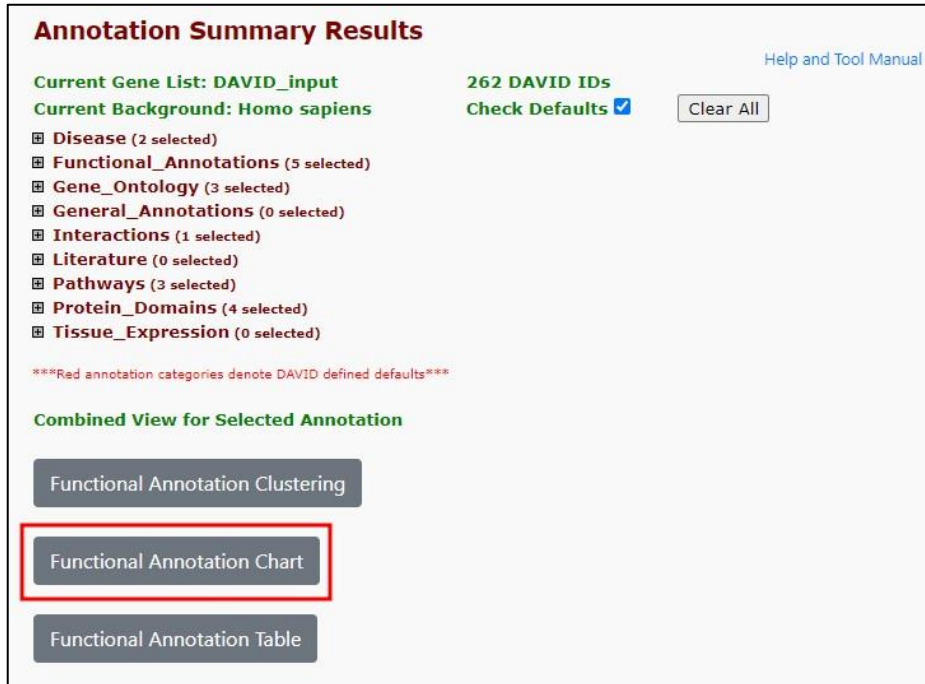 Annotation Summary Results
Help and Tool Manual
Current Gene List: DAVID_input 262 DAVID IDs
Current Background: Homo sapiens Check Defaults Clear All
Disease (2 selected)
Functional_Annotations (5 selected)
Gene_Ontology (3 selected)
General_Annotations (0 selected)
Interactions (1 selected)
Literature (0 selected)
Pathways (3 selected)
Protein_Domains (4 selected)
Tissue_Expression (0 selected)
***Red annotation categories denote DAVID defined defaults***
Combined View for Selected Annotation
Functional Annotation Clustering
Functional Annotation Chart
Functional Annotation Table